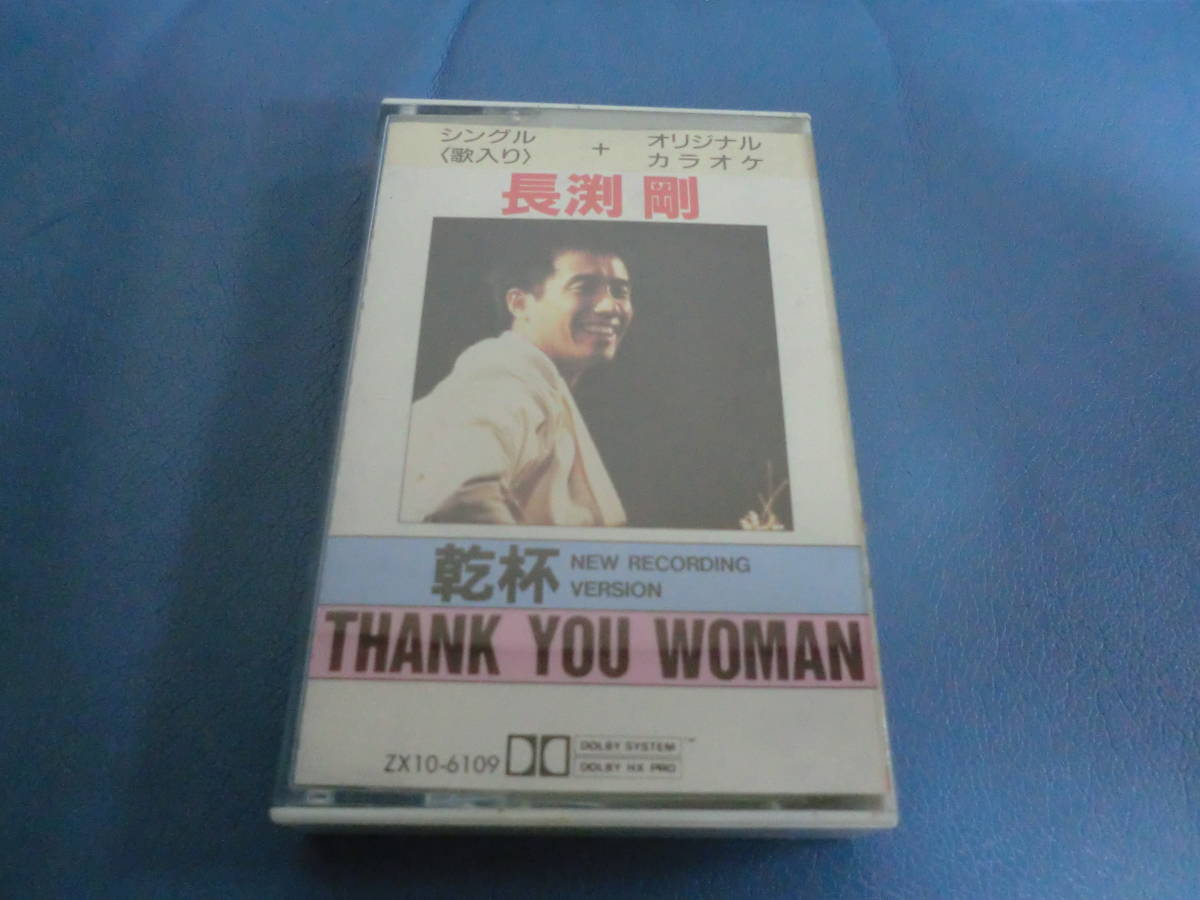 シングル + オリジナル
〈歌入り〉 カラオケ
長渕 剛
乾杯 NEW RECORDING
VERSION
THANK YOU WOMAN
ZX10-6109 DOLBY SYSTEM™
DOLBY HX PRO